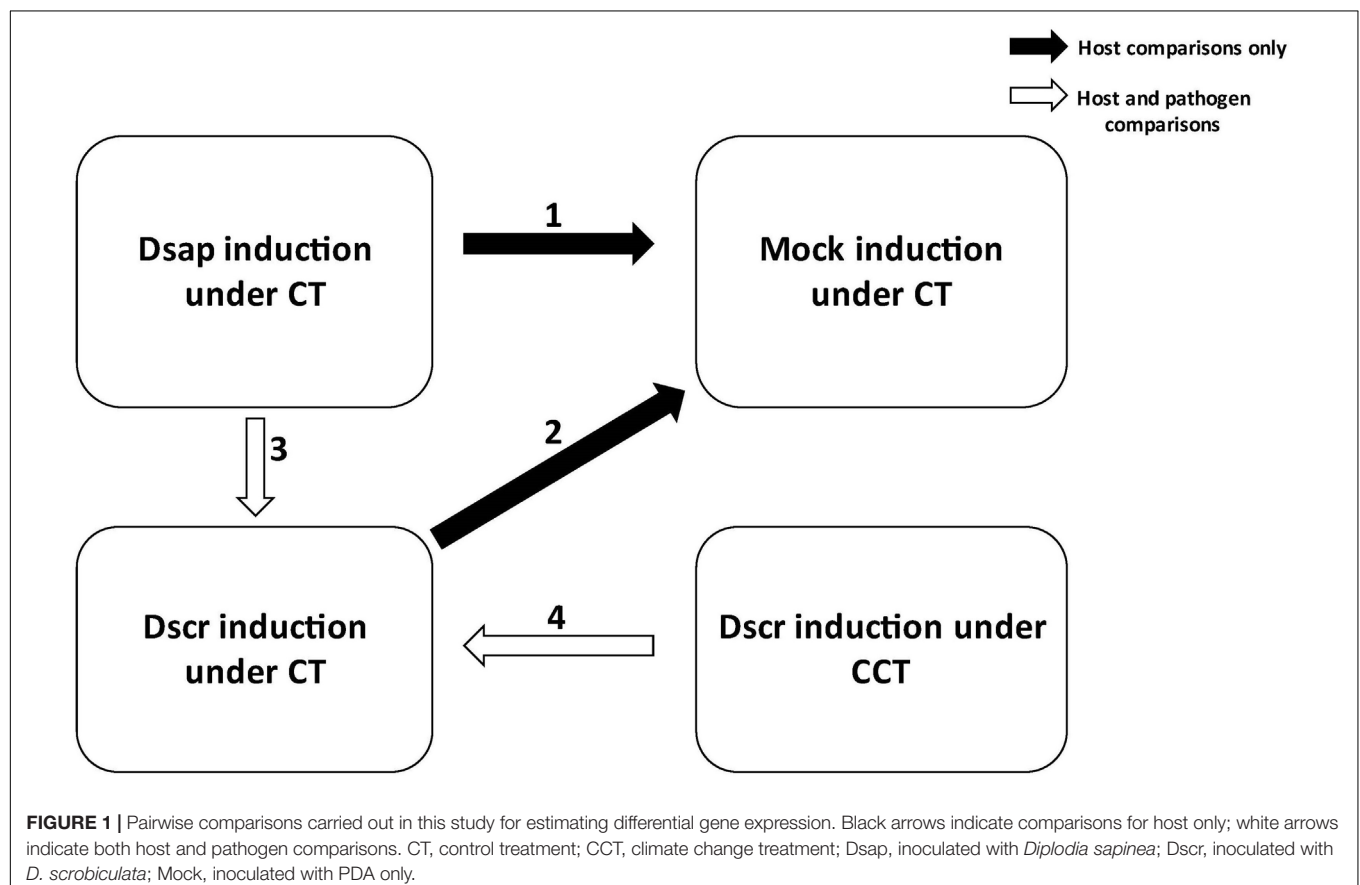 Host comparisons only
Host and pathogen
comparisons
Dsap induction
under CT
1
Mock induction
under CT
3
2
Dscr induction
under CT
4
Dscr induction under
CCT
FIGURE 1 | Pairwise comparisons carried out in this study for estimating differential gene expression. Black arrows indicate comparisons for host only; white arrows
indicate both host and pathogen comparisons. CT, control treatment; CCT, climate change treatment; Dsap, inoculated with Diplodia sapinea; Dscr, inoculated with
D. scrobiculata; Mock, inoculated with PDA only.